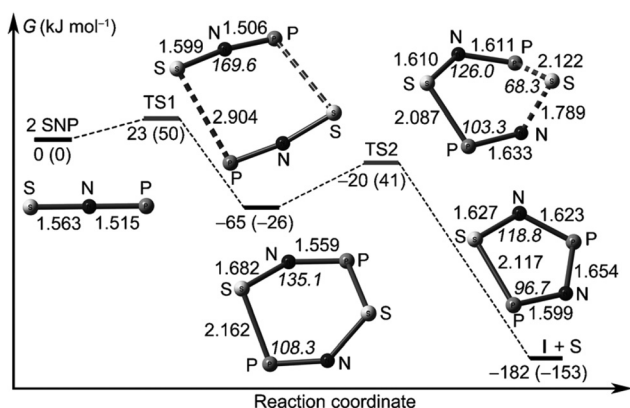 G (kJ mol⁻¹)
2 SNP
0 (0)
S N P
1.563 1.515
TS1
23 (50)
1.599 N 1.506 P
S 169.6
2.904
S
P N
−65 (−26)
1.559
N P
1.682 135.1
S
S
2.162
108.3
P N
TS2
−20 (41)
N 1.611 P 2.122
1.610 126.0 S
S 68.3
2.087 1.789
103.3 N
P 1.633
N
1.627 1.623
S 118.8 P
2.117 1.654
96.7 N
P 1.599
I + S
−182 (−153)
Reaction coordinate